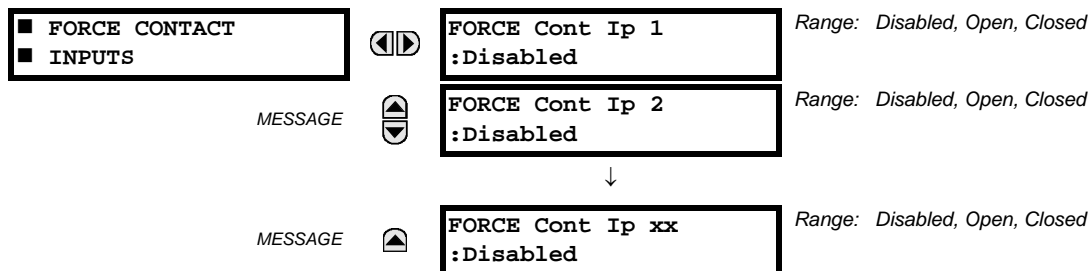 ■ FORCE CONTACT
■ INPUTS
FORCE Cont Ip 1
:Disabled
Range: Disabled, Open, Closed
MESSAGE
FORCE Cont Ip 2
:Disabled
Range: Disabled, Open, Closed
↓
MESSAGE
FORCE Cont Ip xx
:Disabled
Range: Disabled, Open, Closed